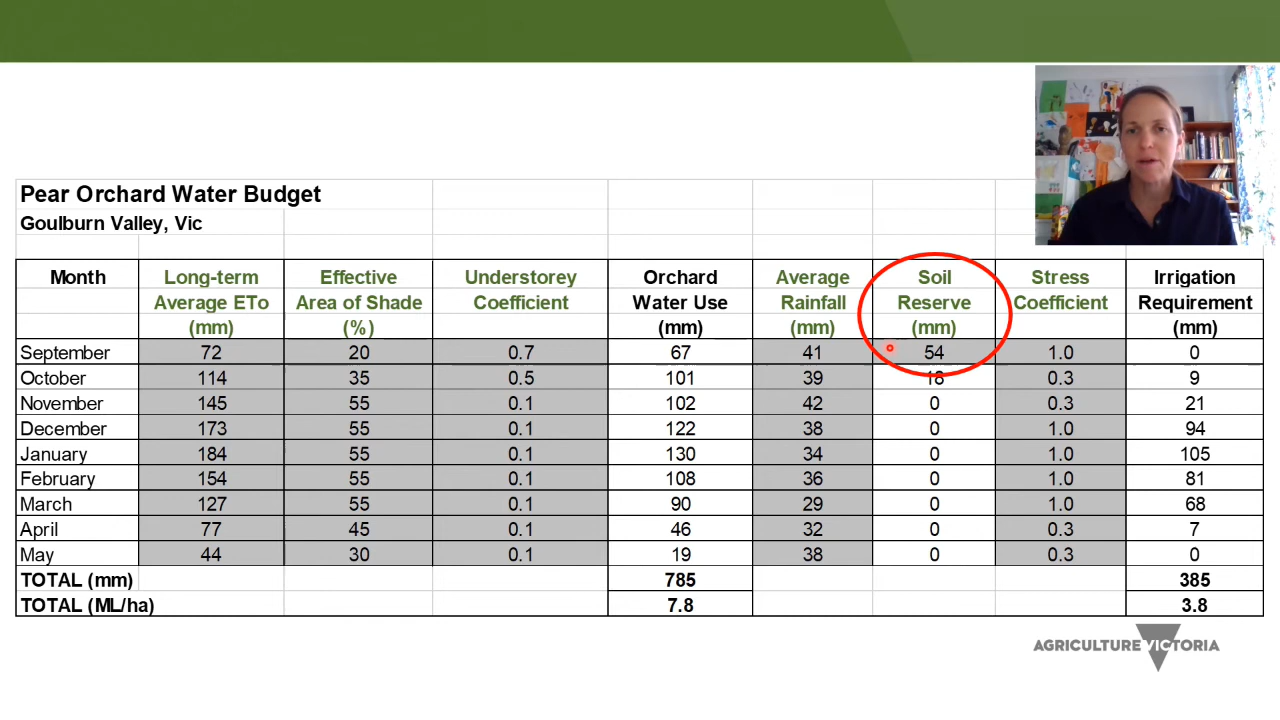 Pear Orchard Water Budget
Goulburn Valley, Vic
Month Long-term Effective Understorey Orchard Average Soil Stress Irrigation
Average ETo Area of Shade Coefficient Water Use Rainfall Reserve Coefficient Requirement
(mm) (%) (mm) (mm) (mm) (mm)
September 72 20 0.7 67 41 54 1.0 0
October 114 35 0.5 101 39 18 0.3 9
November 145 55 0.1 102 42 0 0.3 21
December 173 55 0.1 122 38 0 1.0 94
January 184 55 0.1 130 34 0 1.0 105
February 154 55 0.1 108 36 0 1.0 81
March 127 55 0.1 90 29 0 1.0 68
April 77 45 0.1 46 32 0 0.3 7
May 44 30 0.1 19 38 0 0.3 0
TOTAL (mm) 785 385
TOTAL (ML/ha) 7.8 3.8
AGRICULTURE VICTORIA